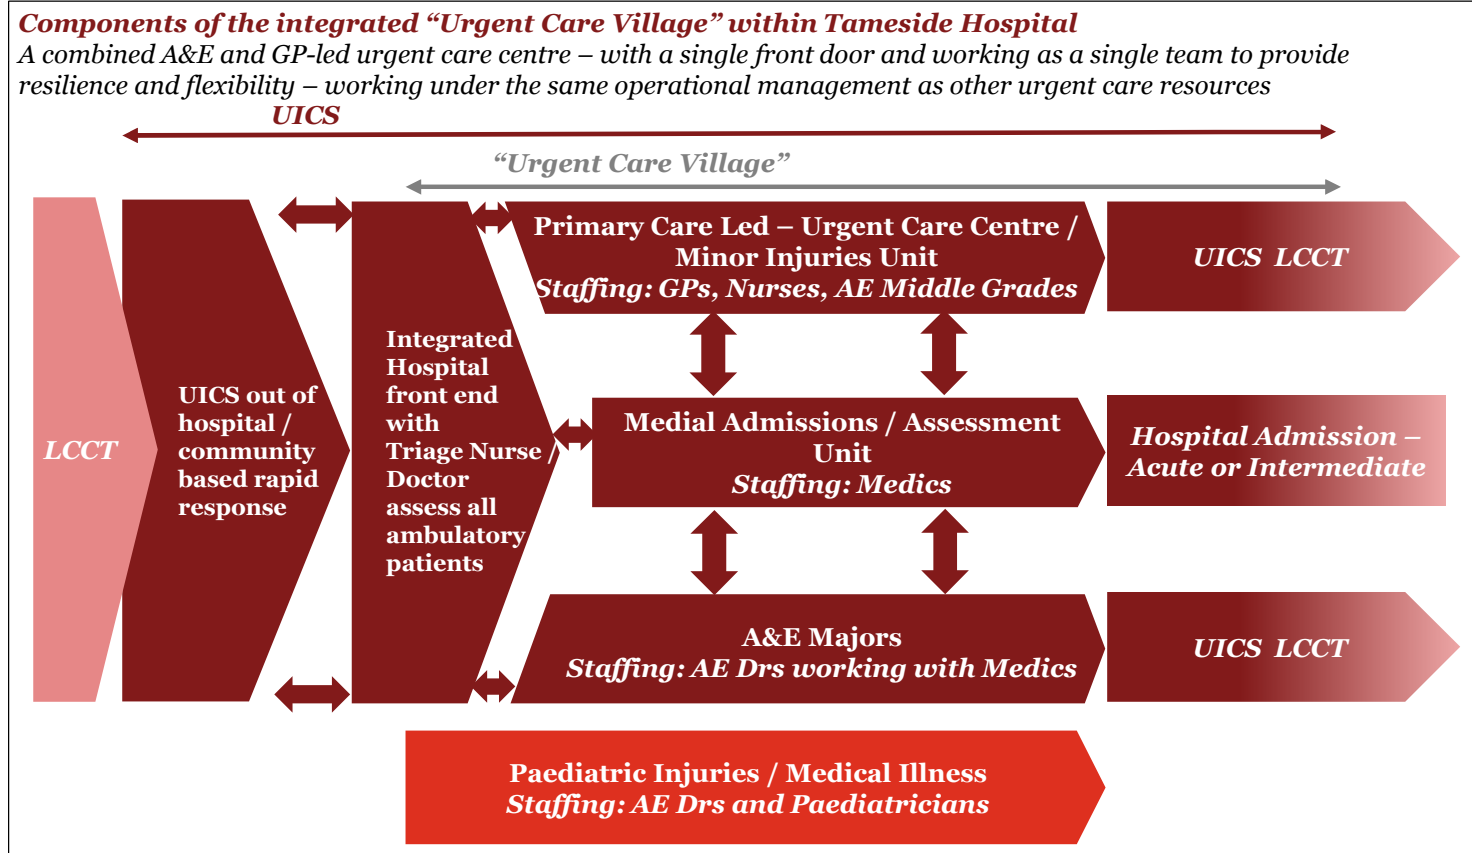 Components of the integrated “Urgent Care Village” within Tameside Hospital
A combined A&E and GP-led urgent care centre – with a single front door and working as a single team to provide
resilience and flexibility – working under the same operational management as other urgent care resources
UICS
“Urgent Care Village”
LCCT
UICS out of
hospital /
community
based rapid
response
Integrated
Hospital
front end
with
Triage Nurse /
Doctor
assess all
ambulatory
patients
Primary Care Led – Urgent Care Centre /
Minor Injuries Unit
Staffing: GPs, Nurses, AE Middle Grades
UICS LCCT
Medial Admissions / Assessment
Unit
Staffing: Medics
Hospital Admission –
Acute or Intermediate
A&E Majors
Staffing: AE Drs working with Medics
UICS LCCT
Paediatric Injuries / Medical Illness
Staffing: AE Drs and Paediatricians